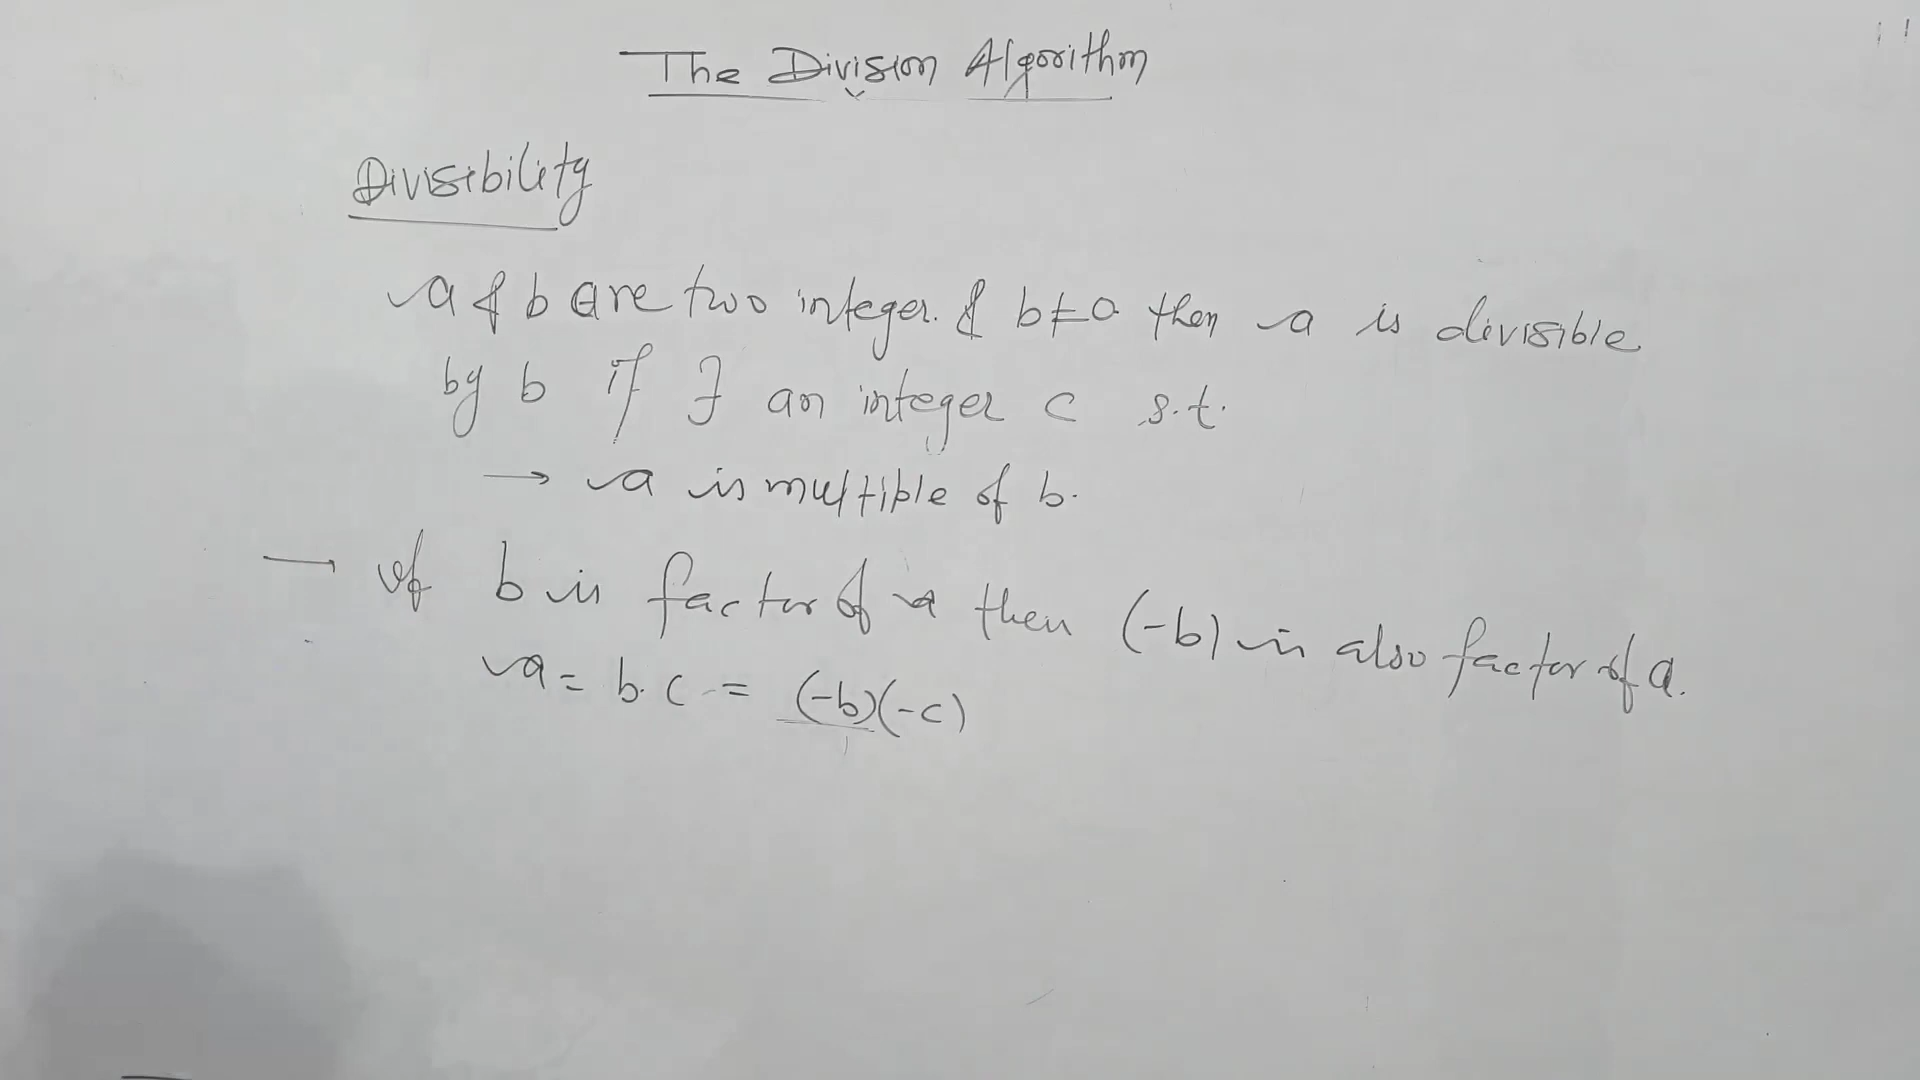 The Division Algorithm
Divisibility
a & b are two integer. & b≠0 then a is divisible
by b if ∃ an integer c s.t.
→ a is multiple of b.
→ if b is factor of a then (-b) is also factor of a.
a = b.c = (-b)(-c)